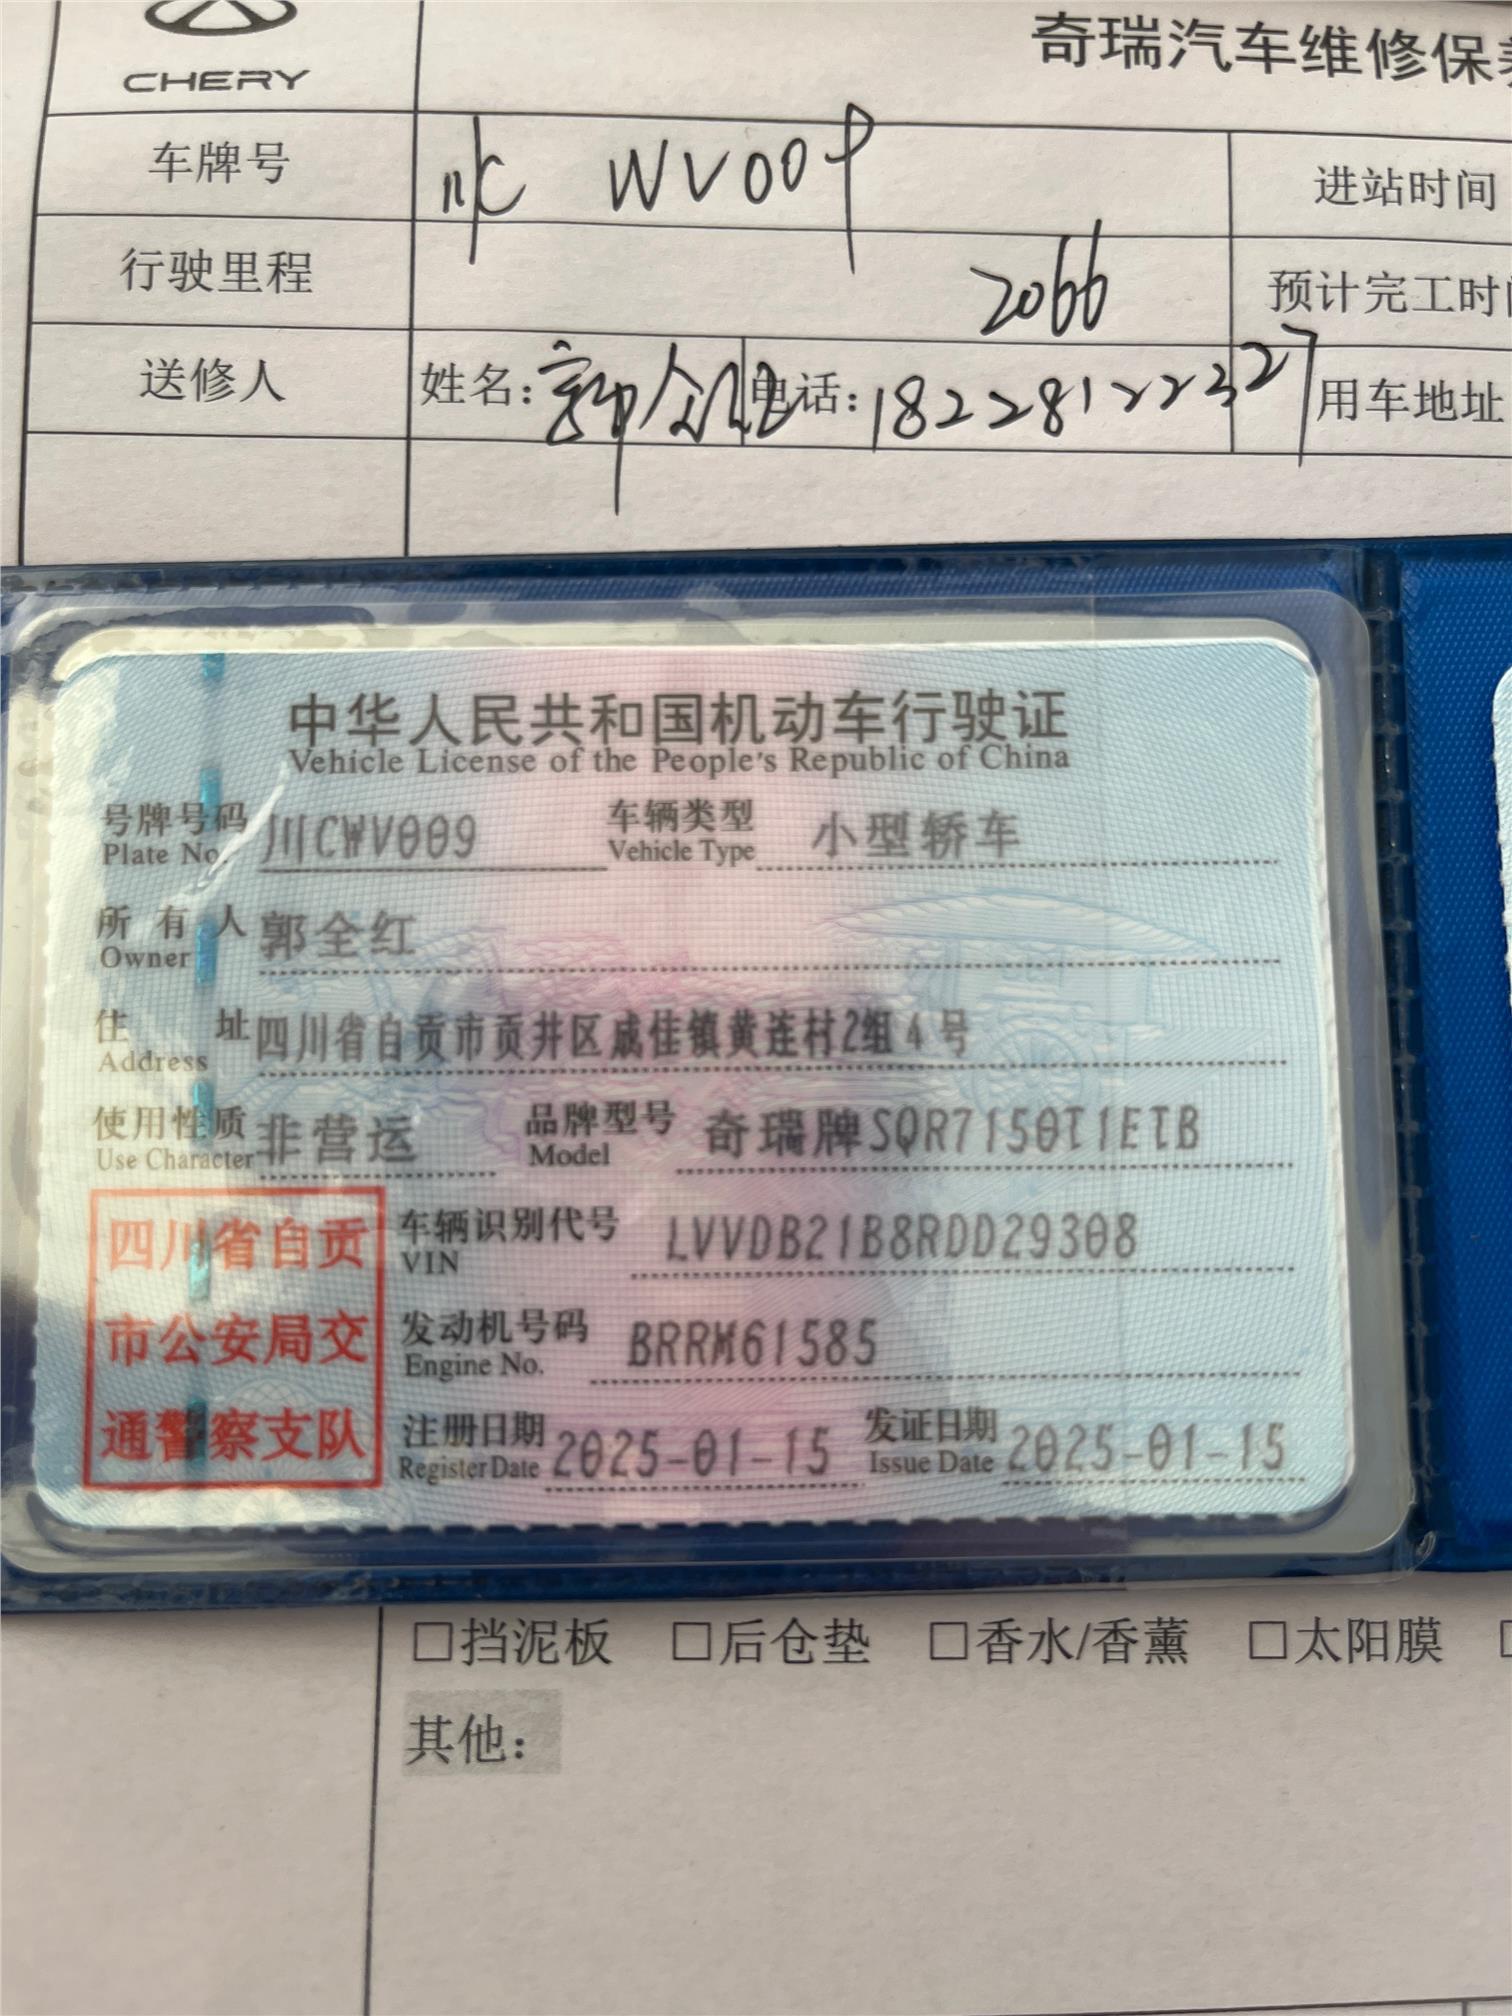 CHERY
奇瑞汽车维修保养
车牌号 川C WV009 进站时间
行驶里程 2066 预计完工时间
送修人 姓名:郭全红 电话:18228122327 用车地址
中华人民共和国机动车行驶证
Vehicle License of the People's Republic of China
号牌号码 川CWV009 车辆类型 小型轿车
Plate No. Vehicle Type
所有人 郭全红
Owner
住址 四川省自贡市贡井区成佳镇黄连村2组4号
Address
使用性质 非营运 品牌型号 奇瑞牌SQR7150T1ETB
Use Character Model
四川省自贡
市公安局交
通警察支队
车辆识别代号 LVVDB21B8RDD29308
VIN
发动机号码 BRRM61585
Engine No.
注册日期 2025-01-15 发证日期 2025-01-15
Register Date Issue Date
□挡泥板 □后仓垫 □香水/香薰 □太阳膜
其他: